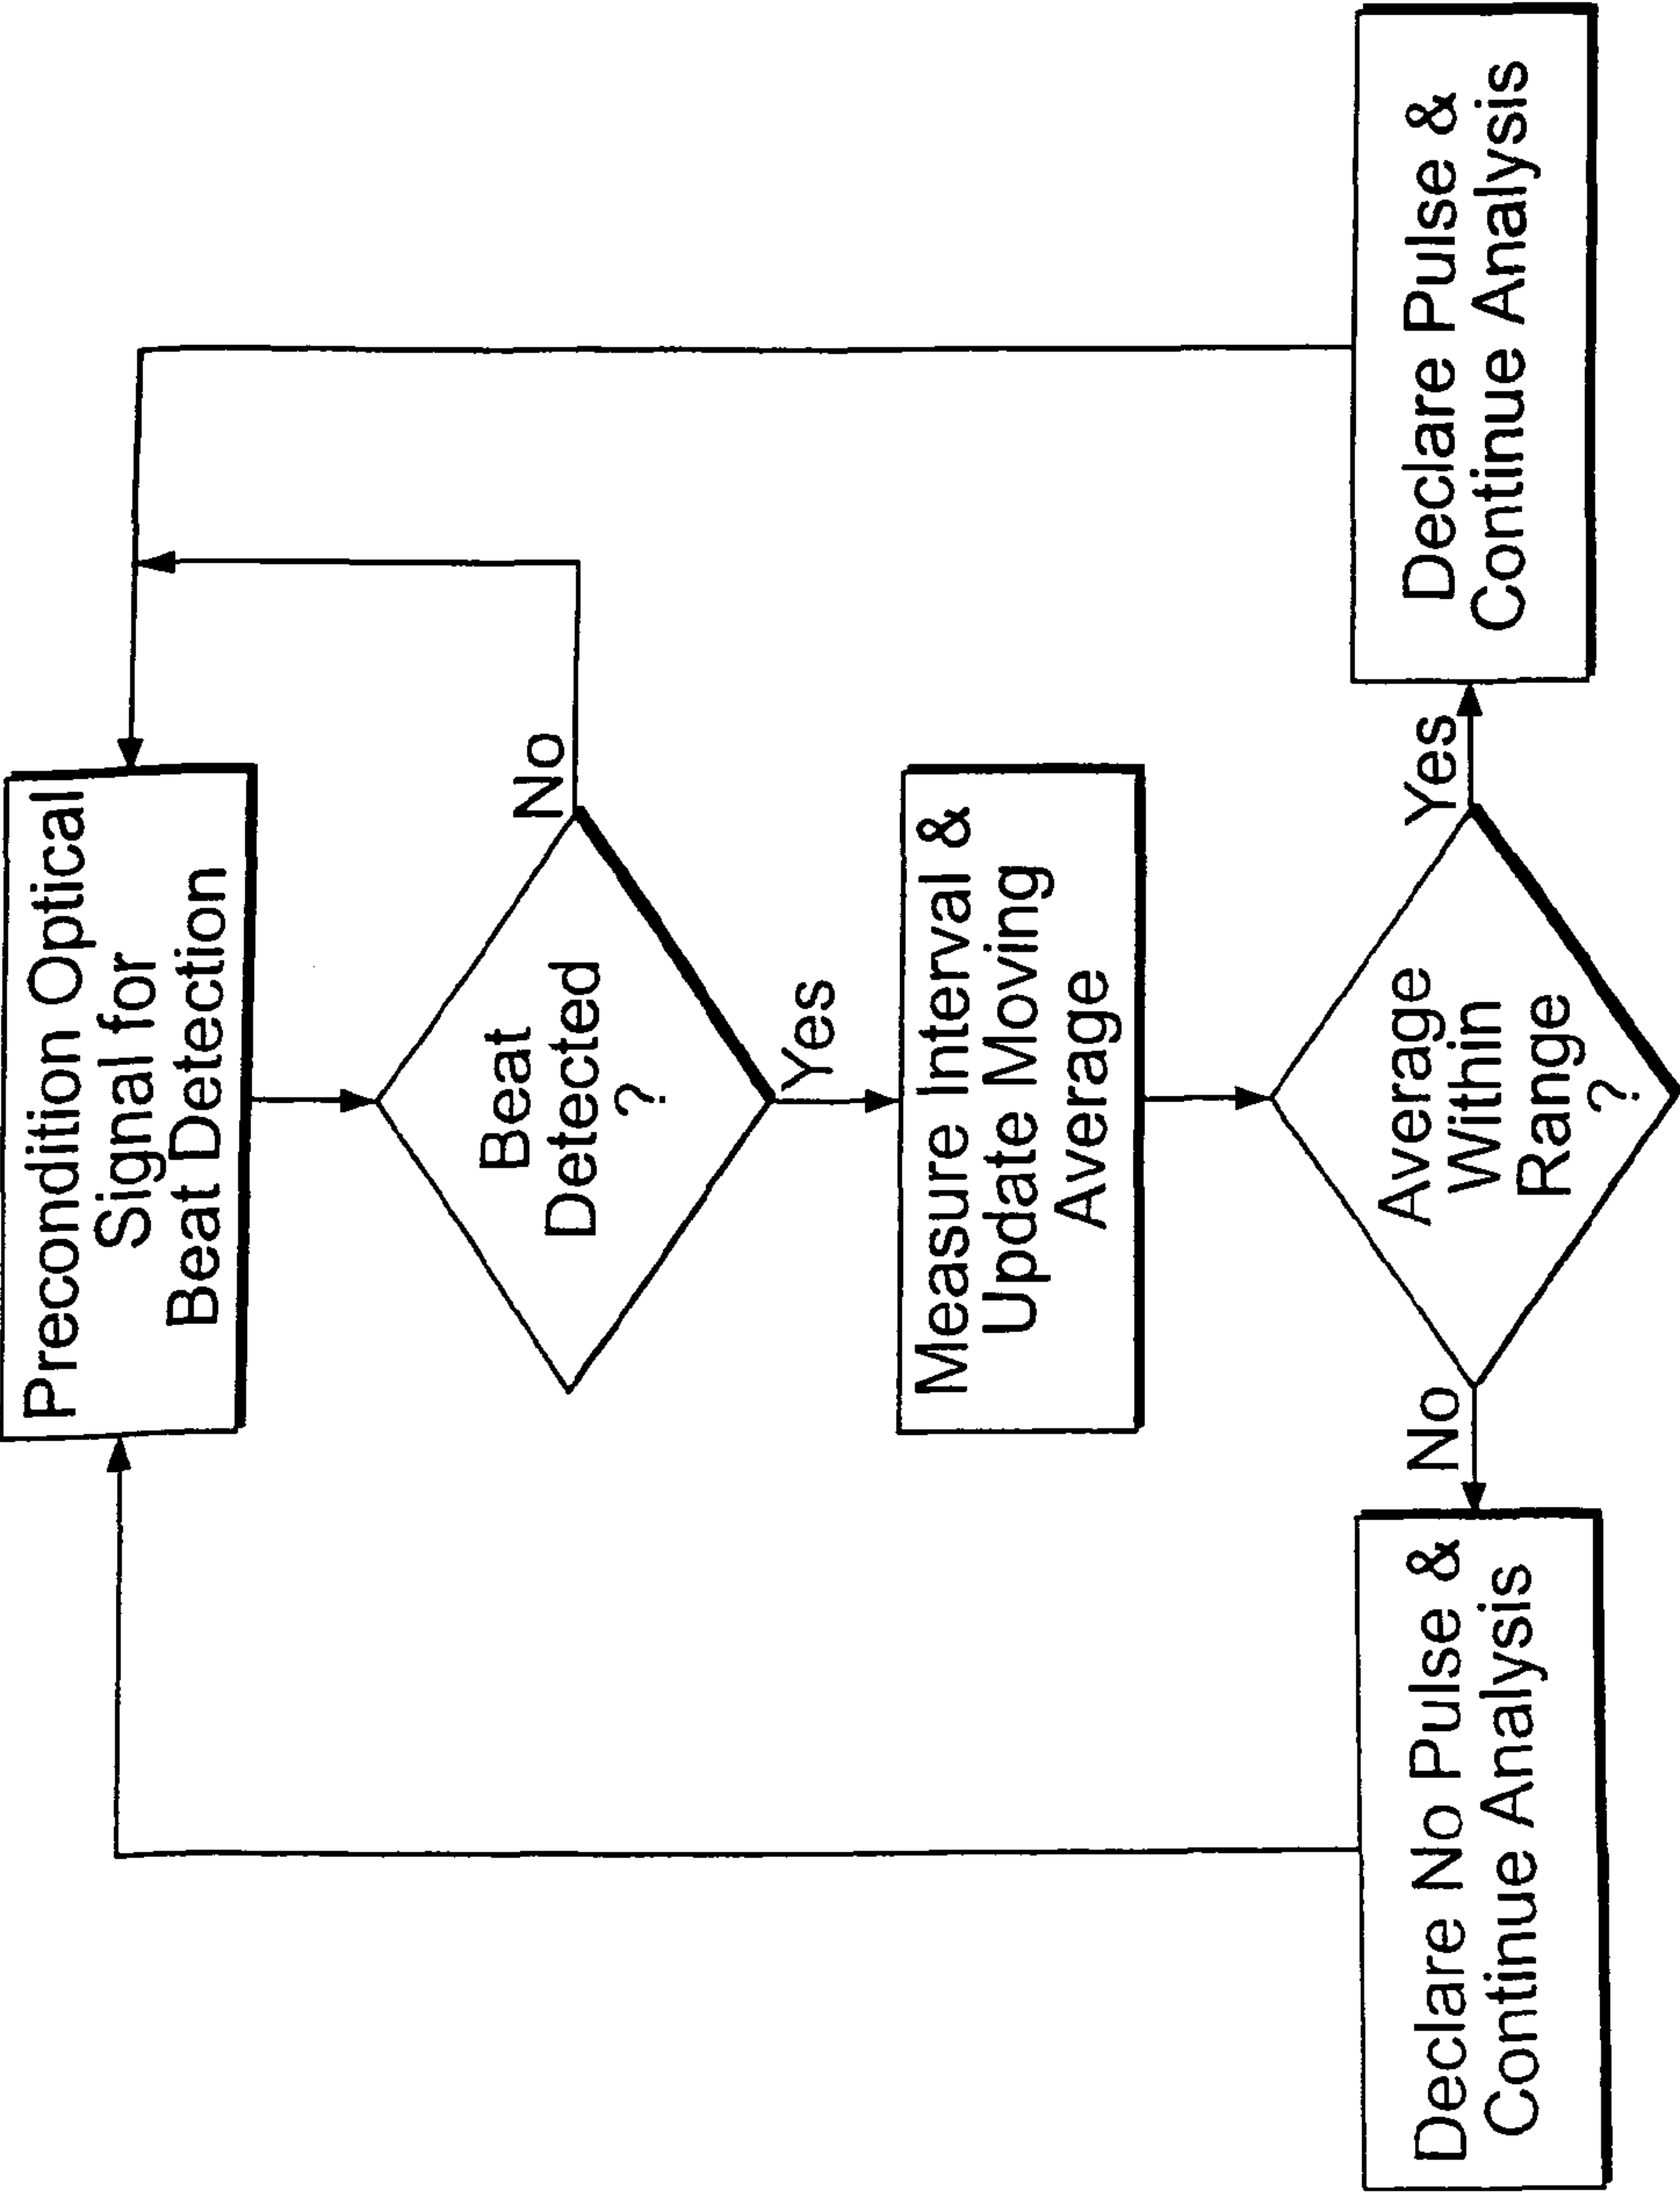 Precondition Optical
Signal for
Beat Detection
Beat
Detected
?
No
Yes
Measure Interval &
Update Moving
Average
Average
Within
Range
?
No
Yes
Declare No Pulse &
Continue Analysis
Declare Pulse &
Continue Analysis